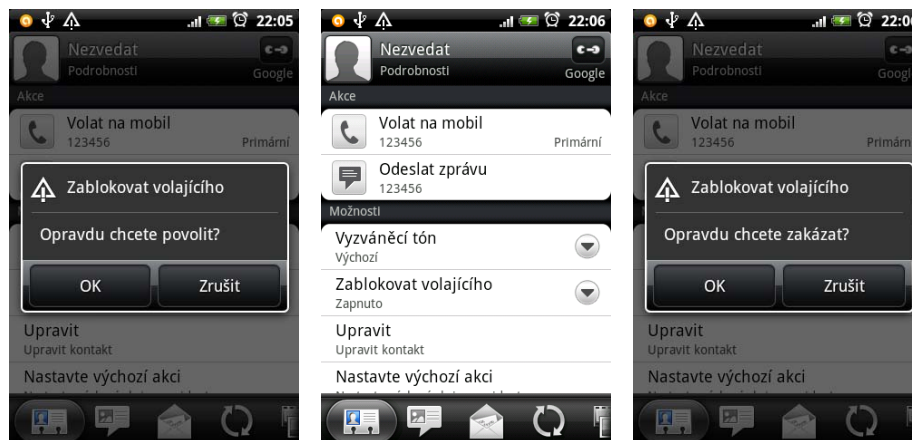 22:05
Nezvedat
Podrobnosti
Google
Akce
Volat na mobil
123456
Primární
Zablokovat volajícího
Opravdu chcete povolit?
OK
Zrušit
Upravit
Upravit kontakt
Nastavte výchozí akci
22:06
Nezvedat
Podrobnosti
Google
Akce
Volat na mobil
123456
Primární
Odeslat zprávu
123456
Možnosti
Vyzváněcí tón
Výchozí
Zablokovat volajícího
Zapnuto
Upravit
Upravit kontakt
Nastavte výchozí akci
22:06
Nezvedat
Podrobnosti
Googl
Akce
Volat na mobil
123456
Primárn
Zablokovat volajícího
Opravdu chcete zakázat?
OK
Zrušit
Upravit
Upravit kontakt
Nastavte výchozí akci